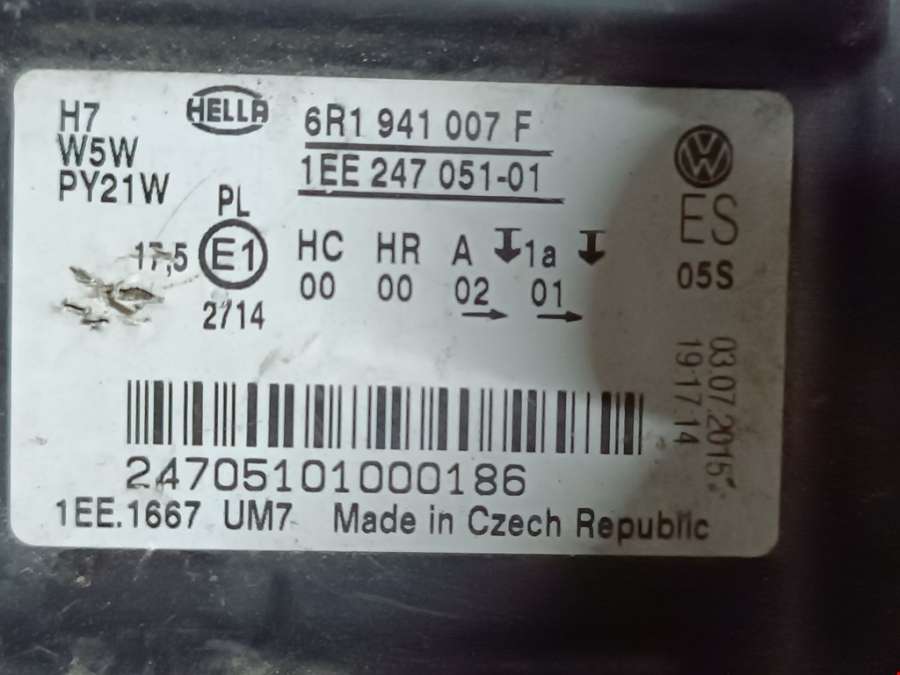 H7
W5W
PY21W
HELLA
6R1 941 007 F
1EE 247 051-01
PL
17,5 E1
2714
HC HR A 1a
00 00 02 01
ES
05S
03.07.2015
19:17:14
24705101000186
1EE.1667 UM7 Made in Czech Republic